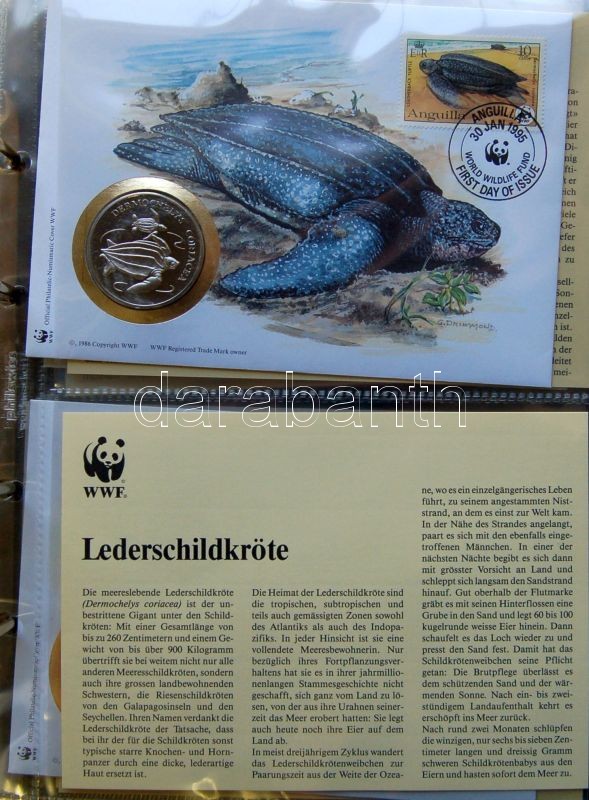 LEATHERBACK TURTLE
EIIR
10
Anguilla
ANGUILLA
30 JAN 1995
WORLD WILDLIFE FUND
FIRST DAY OF ISSUE
DERMOCHELYS CORIACEA
G. DRUMMOND
Official Philatelic-Numismatic Cover WWF
WWF
©, 1986 Copyright WWF WWF Registered Trade Mark owner
darabanth
WWF
Lederschildkröte
Die meereslebende Lederschildkröte
(Dermochelys coriacea) ist der un-
bestrittene Gigant unter den Schild-
kröten: Mit einer Gesamtlänge von
bis zu 260 Zentimetern und einem Ge-
wicht von bis über 900 Kilogramm
übertrifft sie bei weitem nicht nur alle
anderen Meeresschildkröten, sondern
auch ihre grossen landbewohnenden
Schwestern, die Riesenschildkröten
von den Galapagosinseln und den
Seychellen. Ihren Namen verdankt die
Lederschildkröte der Tatsache, dass
bei ihr der für die Schildkröten sonst
typische starre Knochen- und Horn-
panzer durch eine dicke, lederartige
Haut ersetzt ist.
Die Heimat der Lederschildkröte sind
die tropischen, subtropischen und
teils auch gemässigten Zonen sowohl
des Atlantiks als auch des Indopa-
zifiks. In jeder Hinsicht ist sie eine
vollendete Meeresbewohnerin. Nur
bezüglich ihres Fortpflanzungsver-
haltens hat sie es in ihrer jahrmillio-
nenlangen Stammesgeschichte nicht
geschafft, sich ganz vom Land zu lö-
sen, von der aus ihre Urahnen seiner-
zeit das Meer erobert hatten: Sie legt
auch heute noch ihre Eier auf dem
Land ab.
In meist dreijährigem Zyklus wandert
das Lederschildkrötenweibchen zur
Paarungszeit aus der Weite der Ozea-
ne, wo es ein einzelgängerisches Leben
führt, zu seinem angestammten Nist-
strand, an dem es einst zur Welt kam.
In der Nähe des Strandes angelangt,
paart es sich mit den ebenfalls einge-
troffenen Männchen. In einer der
nächsten Nächte begibt es sich dann
mit grösster Vorsicht an Land und
schleppt sich langsam den Sandstrand
hinauf. Gut oberhalb der Flutmarke
gräbt es mit seinen Hinterflossen eine
Grube in den Sand und legt 60 bis 100
kugelrunde weisse Eier hinein. Dann
schaufelt es das Loch wieder zu und
presst den Sand fest. Damit hat das
Schildkrötenweibchen seine Pflicht
getan: Die Brutpflege überlässt es
dem schützenden Sand und der wär-
menden Sonne. Nach ein- bis zwei-
stündigem Landaufenthalt kehrt es
erschöpft ins Meer zurück.
Nach rund zwei Monaten schlüpfen
die winzigen, nur sechs bis sieben Zen-
timeter langen und dreissig Gramm
schweren Schildkrötenbabys aus den
Eiern und hasten sofort dem Meer zu.